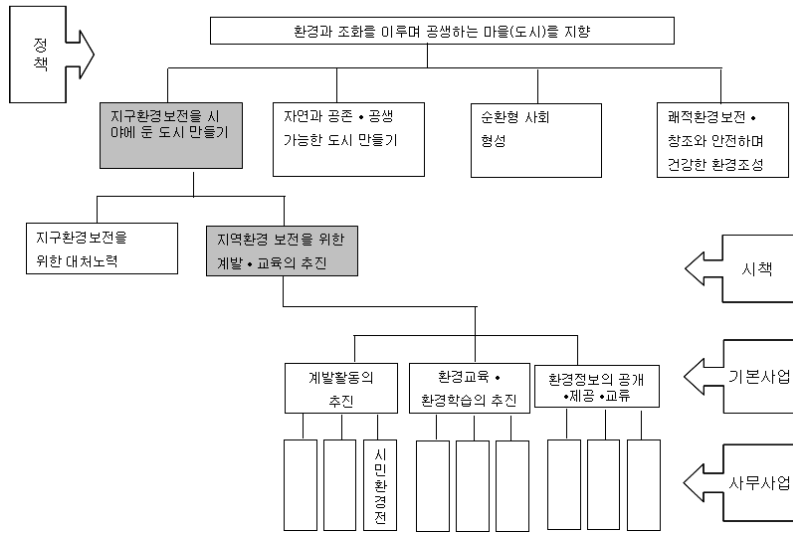 정
책
환경과 조화를 이루며 공생하는 마을(도시)를 지향
지구환경보전을 시
야에 둔 도시 만들기
자연과 공존•공생
가능한 도시 만들기
순환형 사회
형성
쾌적환경보전•
창조와 안전하며
건강한 환경조성
지구환경보전을
위한 대처노력
지역환경 보전을 위한
계발•교육의 추진
시책
계발활동의
추진
환경교육•
환경학습의 추진
환경정보의 공개
•제공•교류
기본사업
시
민
환
경
전
사무사업